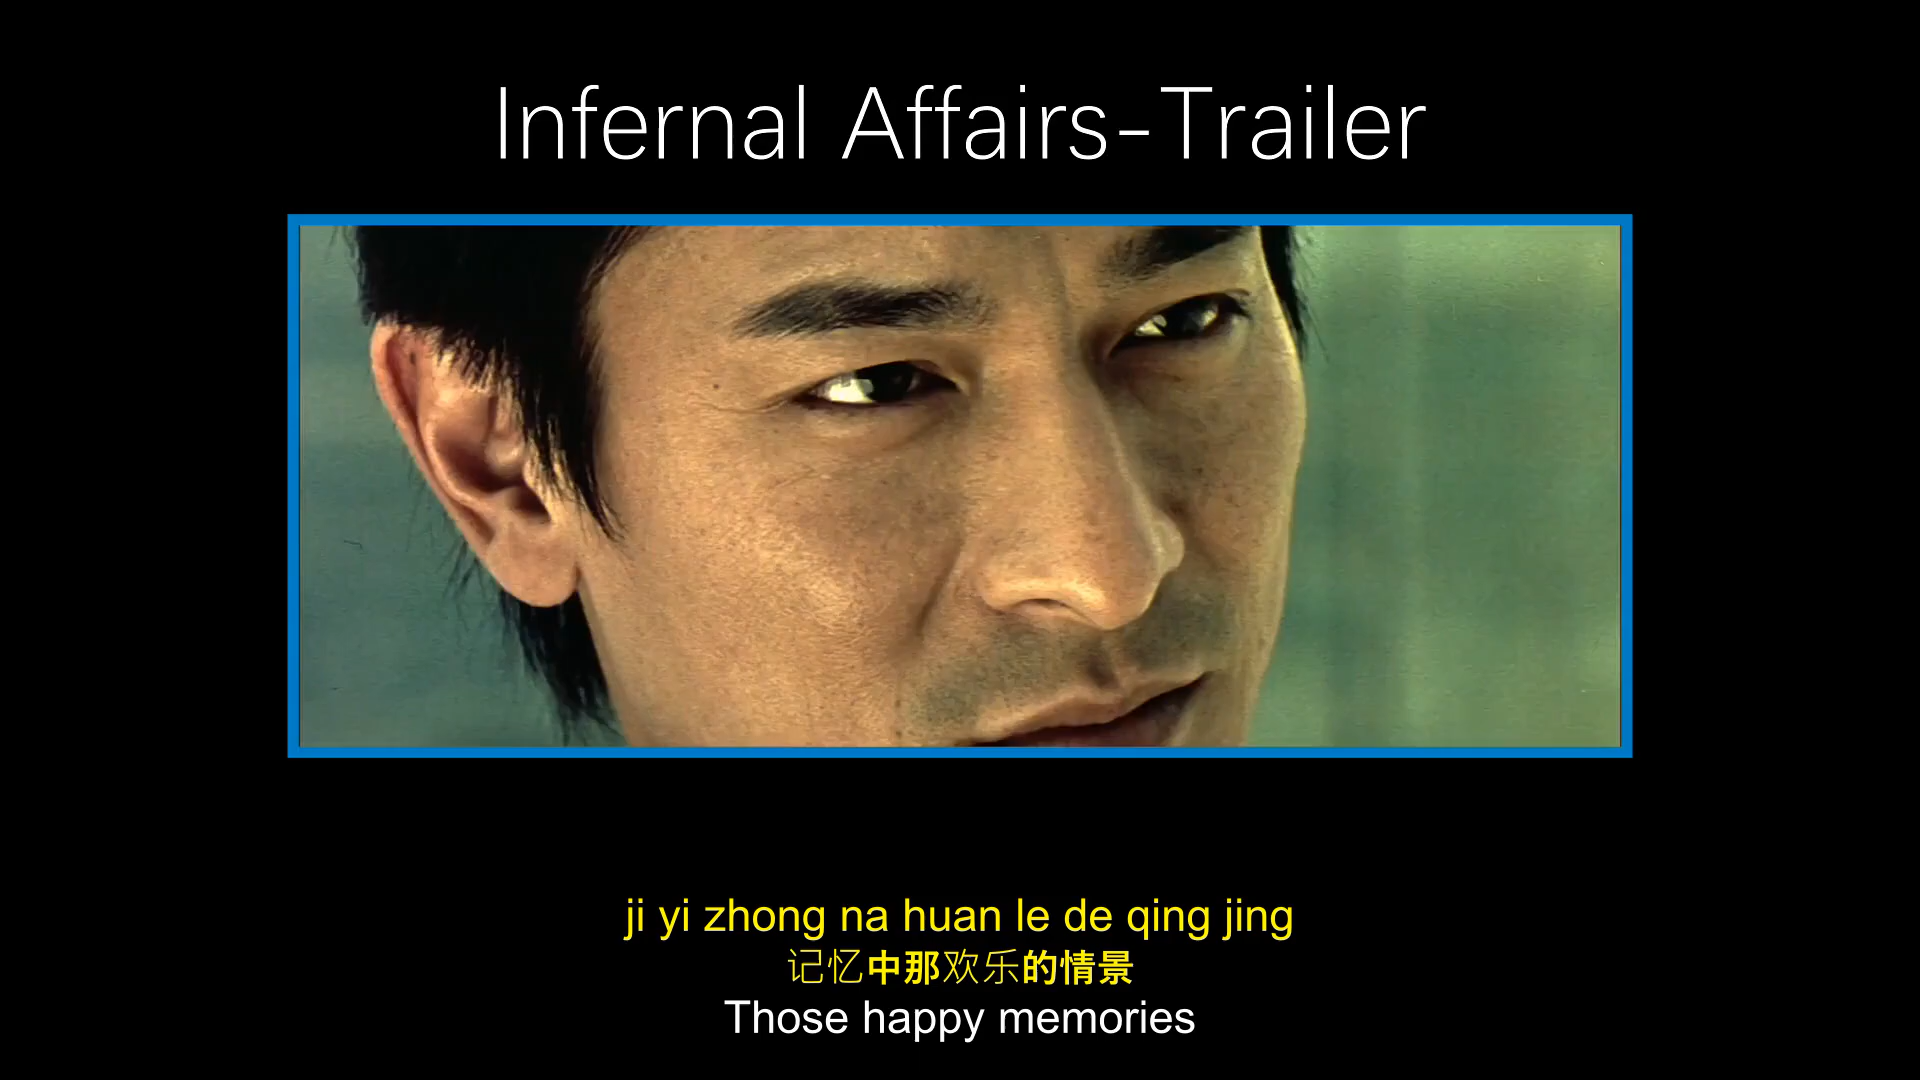 Infernal Affairs-Trailer
ji yi zhong na huan le de qing jing
记忆中那欢乐的情景
Those happy memories